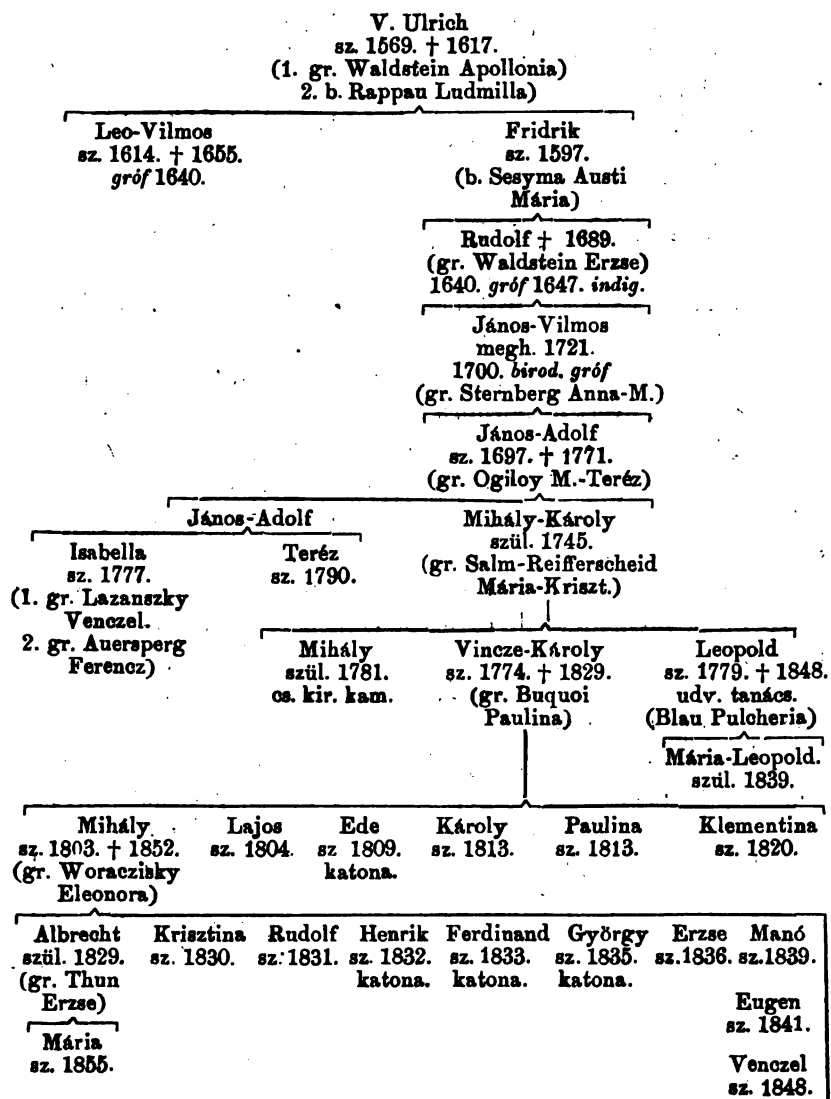 V. Ulrich
sz. 1569. † 1617.
(1. gr. Waldstein Apollonia)
2. b. Rappau Ludmilla)
Leo-Vilmos
sz. 1614. † 1655.
gróf 1640.
Fridrik
sz. 1597.
(b. Sesyma Austi
Mária)
Rudolf † 1689.
(gr. Waldstein Erzse)
1640. gróf 1647. indig.
János-Vilmos
megh. 1721.
1700. birod. gróf
(gr. Sternberg Anna-M.)
János-Adolf
sz. 1697. † 1771.
(gr. Ogiloy M.-Teréz)
János-Adolf
Mihály-Károly
szül. 1745.
(gr. Salm-Reifferscheid
Mária-Kriszt.)
Isabella
sz. 1777.
(1. gr. Lazanszky
Venczel.
2. gr. Auersperg
Ferencz)
Teréz
sz. 1790.
Mihály
szül. 1781.
cs. kir. kam.
Vincze-Károly
sz. 1774. † 1829.
(gr. Buquoi
Paulina)
Leopold
sz. 1779. † 1848.
udv. tanács.
(Blau Pulcheria)
Mária-Leopold.
szül. 1839.
Mihály
sz. 1803. † 1852.
(gr. Woraczisky
Eleonora)
Lajos
sz. 1804.
Ede
sz 1809.
katona.
Károly
sz. 1813.
Paulina
sz. 1813.
Klementina
sz. 1820.
Albrecht
szül. 1829.
(gr. Thun
Erzse)
Krisztina
sz. 1830.
Rudolf
sz. 1831.
Henrik
sz. 1832.
katona.
Ferdinand
sz. 1833.
katona.
György
sz. 1835.
katona.
Erzse
sz.1836.
Manó
sz.1839.
Mária
sz. 1855.
Eugen
sz. 1841.
Venczel
sz. 1848.